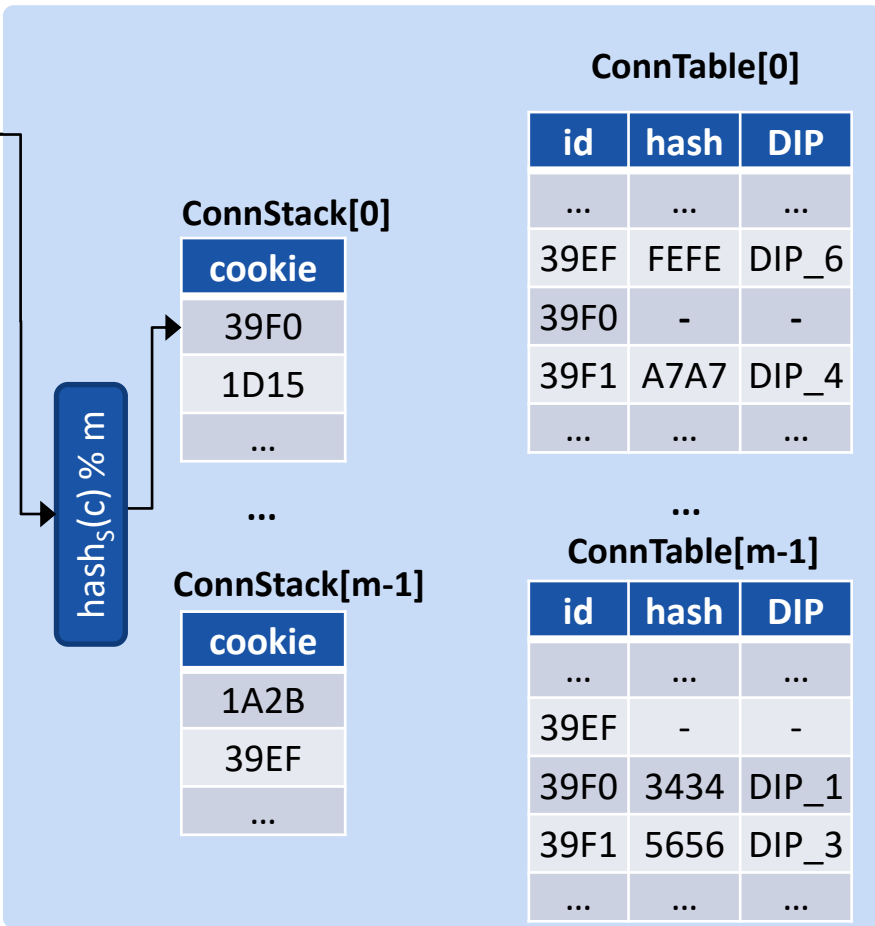 ConnTable[0]
id hash DIP
... ... ...
39EF FEFE DIP_6
39F0 - -
39F1 A7A7 DIP_4
... ... ...
ConnStack[0]
cookie
39F0
1D15
...
hashₛ(c) % m
...
...
ConnStack[m-1]
cookie
1A2B
39EF
...
ConnTable[m-1]
id hash DIP
... ... ...
39EF - -
39F0 3434 DIP_1
39F1 5656 DIP_3
... ... ...